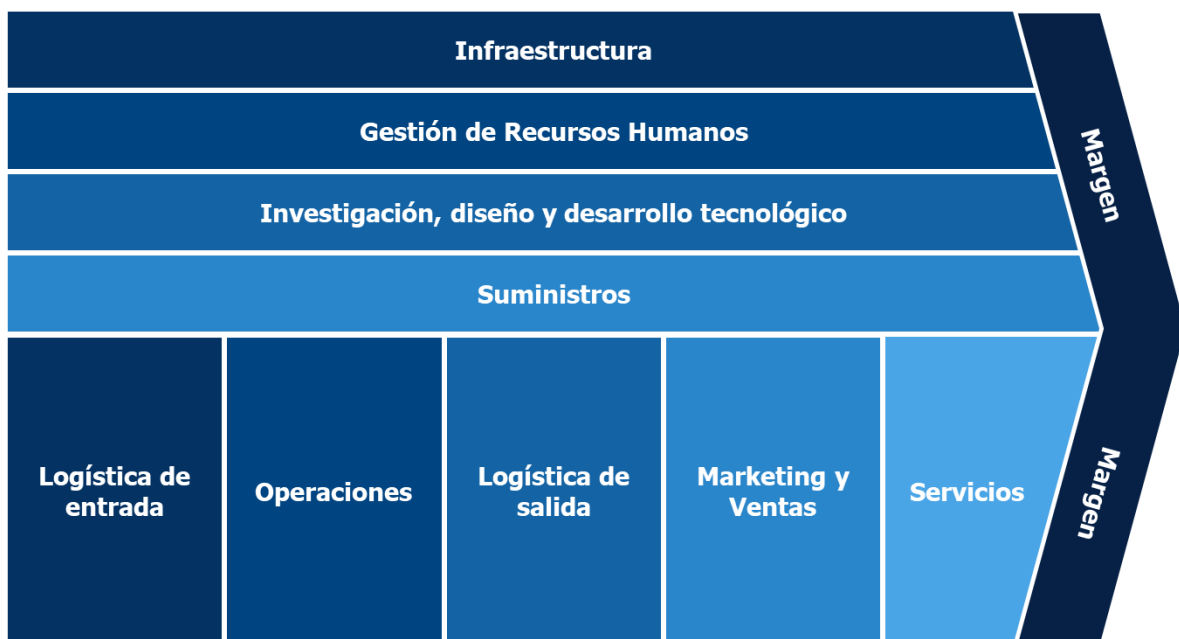 Infraestructura
Gestión de Recursos Humanos
Investigación, diseño y desarrollo tecnológico
Suministros
Margen
Logística de
entrada
Operaciones
Logística de
salida
Marketing y
Ventas
Servicios
Margen